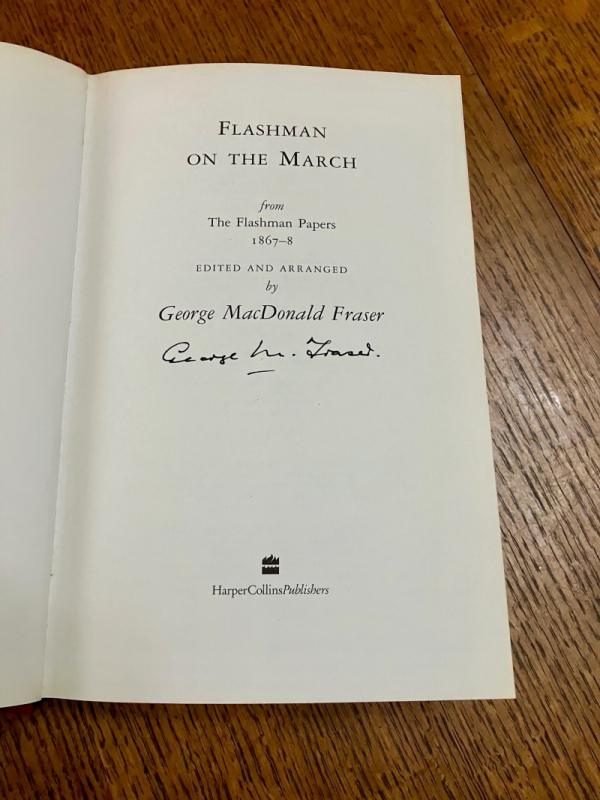 FLASHMAN
ON THE MARCH
from
The Flashman Papers
1867–8
EDITED AND ARRANGED
by
George MacDonald Fraser
George M. Fraser.
HarperCollinsPublishers